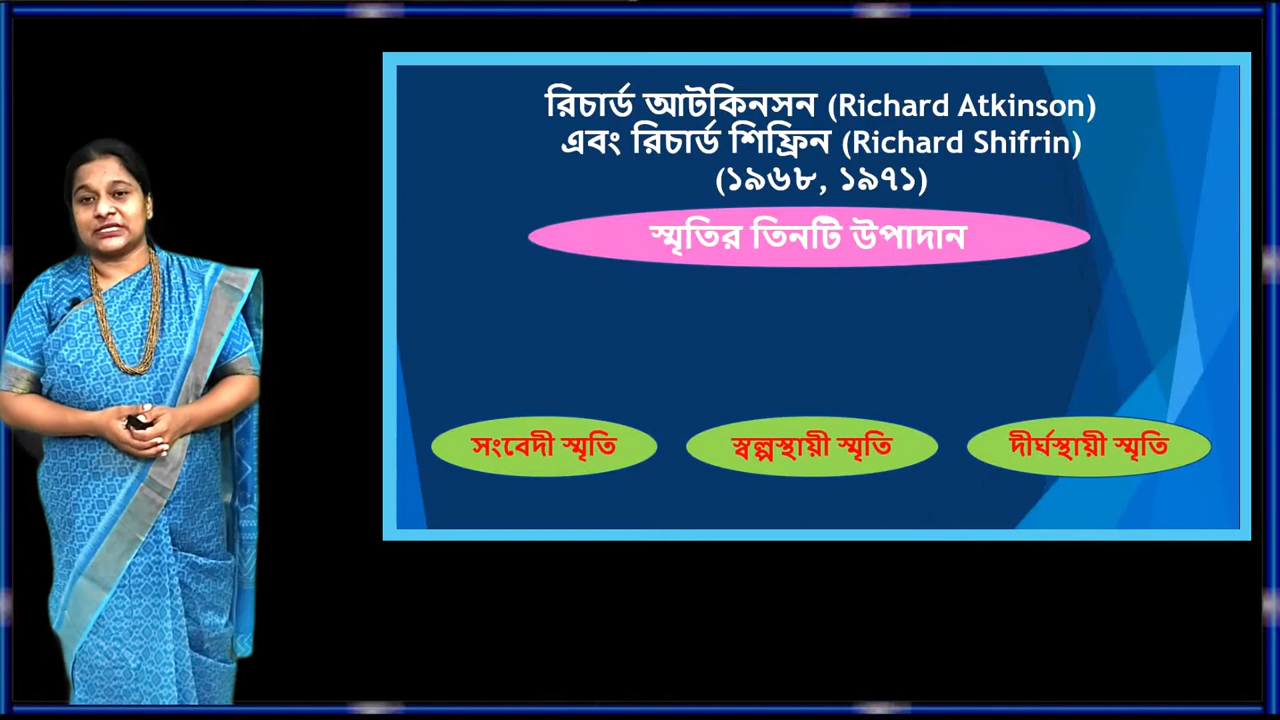 রিচার্ড আটকিনসন (Richard Atkinson)
এবং রিচার্ড শিফ্রিন (Richard Shifrin)
(১৯৬৮, ১৯৭১)
স্মৃতির তিনটি উপাদান
সংবেদী স্মৃতি
স্বল্পস্থায়ী স্মৃতি
দীর্ঘস্থায়ী স্মৃতি